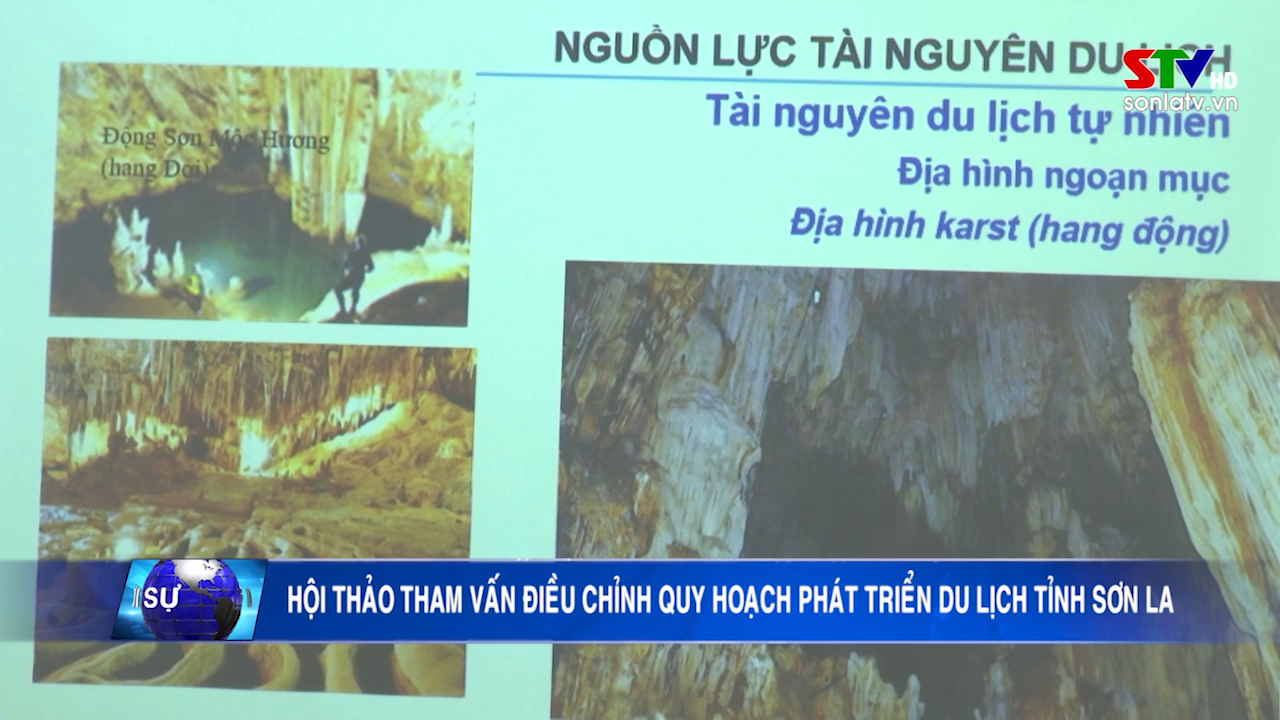 NGUỒN LỰC TÀI NGUYÊN DU LỊCH
STV HD
sonlatv.vn
Tài nguyên du lịch tự nhiên
Địa hình ngoạn mục
Địa hình karst (hang động)
Động Sơn Mộc Hương
(hang Dơi)
SỰ
HỘI THẢO THAM VẤN ĐIỀU CHỈNH QUY HOẠCH PHÁT TRIỂN DU LỊCH TỈNH SƠN LA